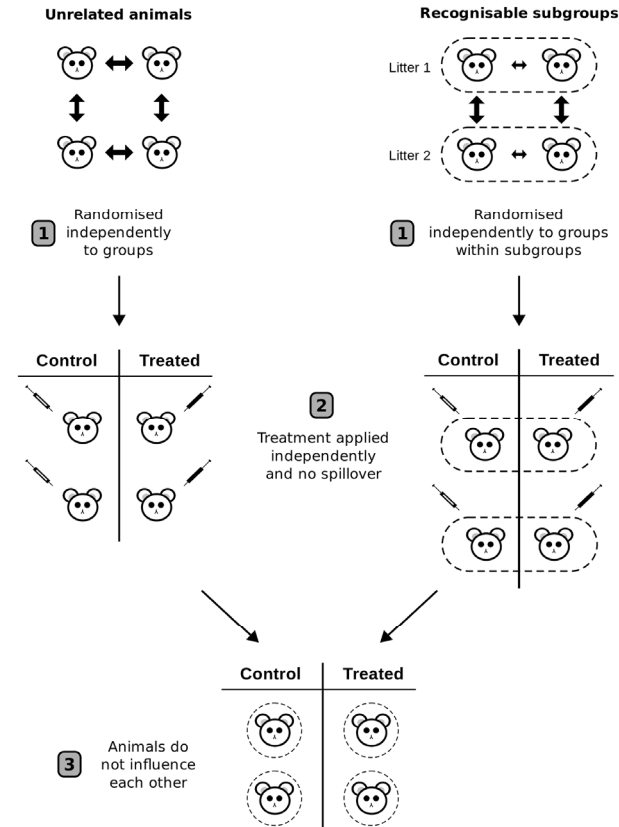 Unrelated animals
Recognisable subgroups
Litter 1
Litter 2
1
Randomised
independently
to groups
1
Randomised
independently to groups
within subgroups
Control
Treated
Control
Treated
2
Treatment applied
independently
and no spillover
Control
Treated
3
Animals do
not influence
each other